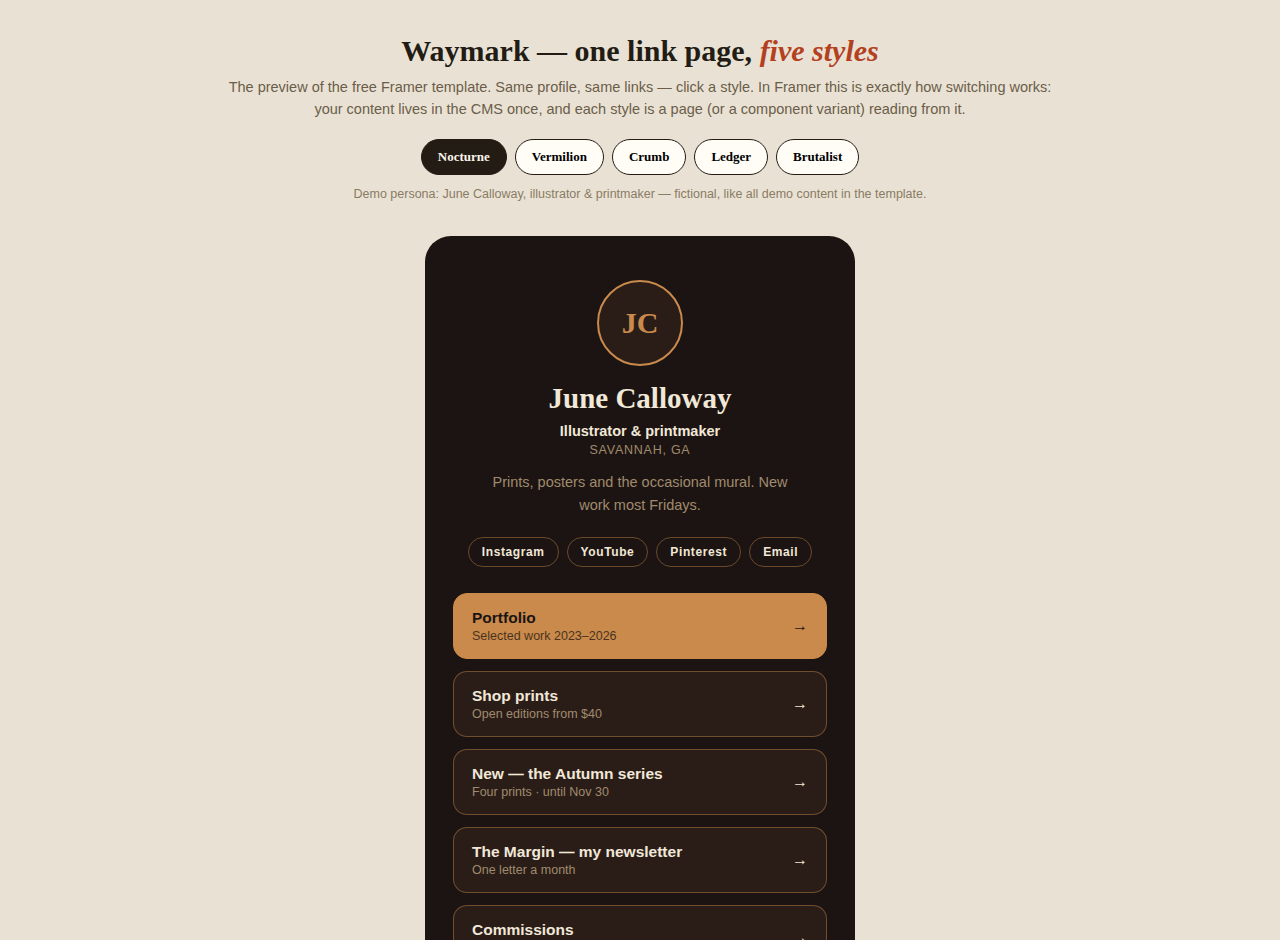 Waymark — one link page, five styles
The preview of the free Framer template. Same profile, same links — click a style. In Framer this is exactly how switching works:
your content lives in the CMS once, and each style is a page (or a component variant) reading from it.
Nocturne Vermilion Crumb Ledger Brutalist
Demo persona: June Calloway, illustrator & printmaker — fictional, like all demo content in the template.
JC
June Calloway
Illustrator & printmaker
SAVANNAH, GA
Prints, posters and the occasional mural. New
work most Fridays.
Instagram YouTube Pinterest Email
Portfolio
Selected work 2023–2026
→
Shop prints
Open editions from $40
→
New — the Autumn series
Four prints · until Nov 30
→
The Margin — my newsletter
One letter a month
→
Commissions